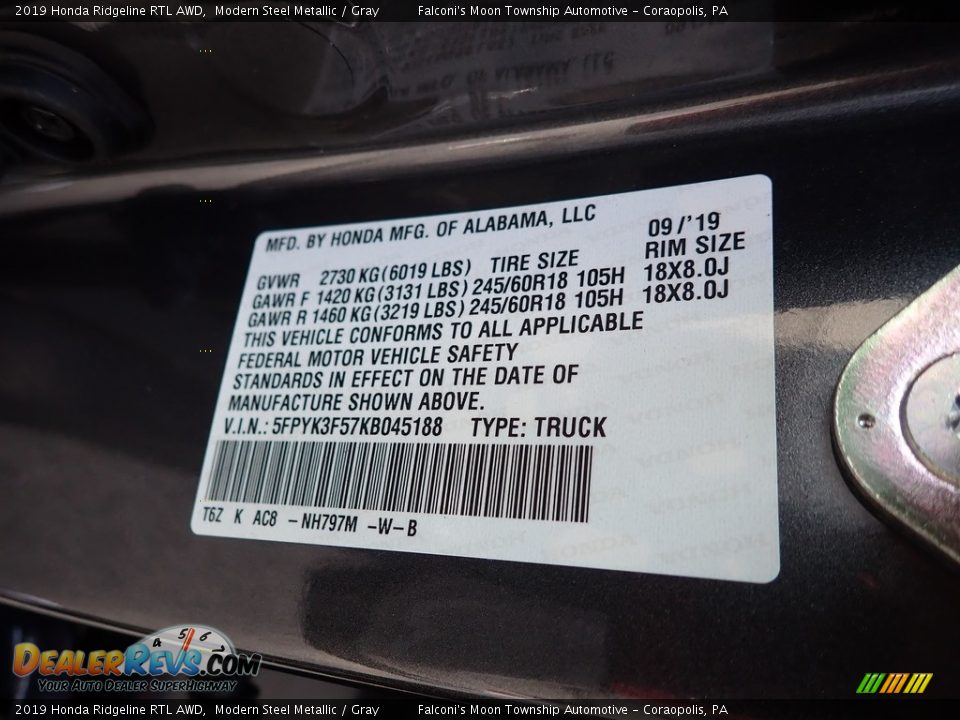 2019 Honda Ridgeline RTL AWD, Modern Steel Metallic / Gray Falconi's Moon Township Automotive - Coraopolis, PA
MFD. BY HONDA MFG. OF ALABAMA, LLC 09/'19
GVWR 2730 KG(6019 LBS) TIRE SIZE RIM SIZE
GAWR F 1420 KG(3131 LBS) 245/60R18 105H 18X8.0J
GAWR R 1460 KG(3219 LBS) 245/60R18 105H 18X8.0J
THIS VEHICLE CONFORMS TO ALL APPLICABLE
FEDERAL MOTOR VEHICLE SAFETY
STANDARDS IN EFFECT ON THE DATE OF
MANUFACTURE SHOWN ABOVE.
V.I.N.: 5FPYK3F57KB045188 TYPE: TRUCK
T6Z K AC8 -NH797M -W-B
4 5 6
DealerRevs.com
Your Auto Dealer SuperHighway
2019 Honda Ridgeline RTL AWD, Modern Steel Metallic / Gray Falconi's Moon Township Automotive - Coraopolis, PA